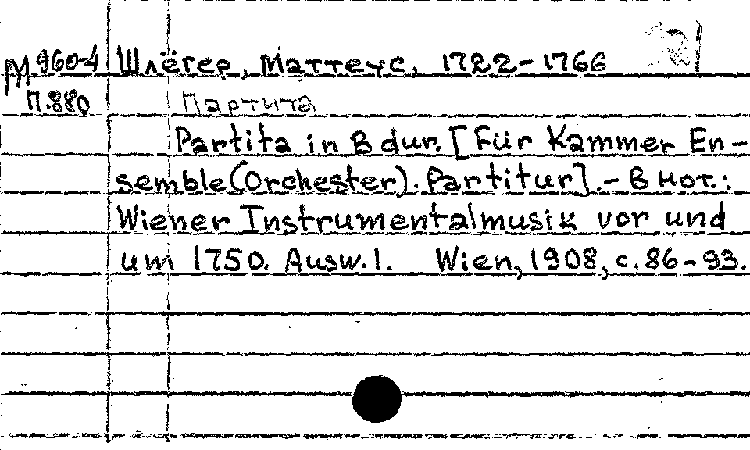 М 960-4 Шлёгер, Маттеус, 1722-1766
П.880 Партита
Partita in B dur. [Für Kammer En-
semble (Orchester). Partitur]. - В нот.:
Wiener Instrumentalmusik vor und
um 1750. Ausw. 1. Wien, 1908, с. 86-93.